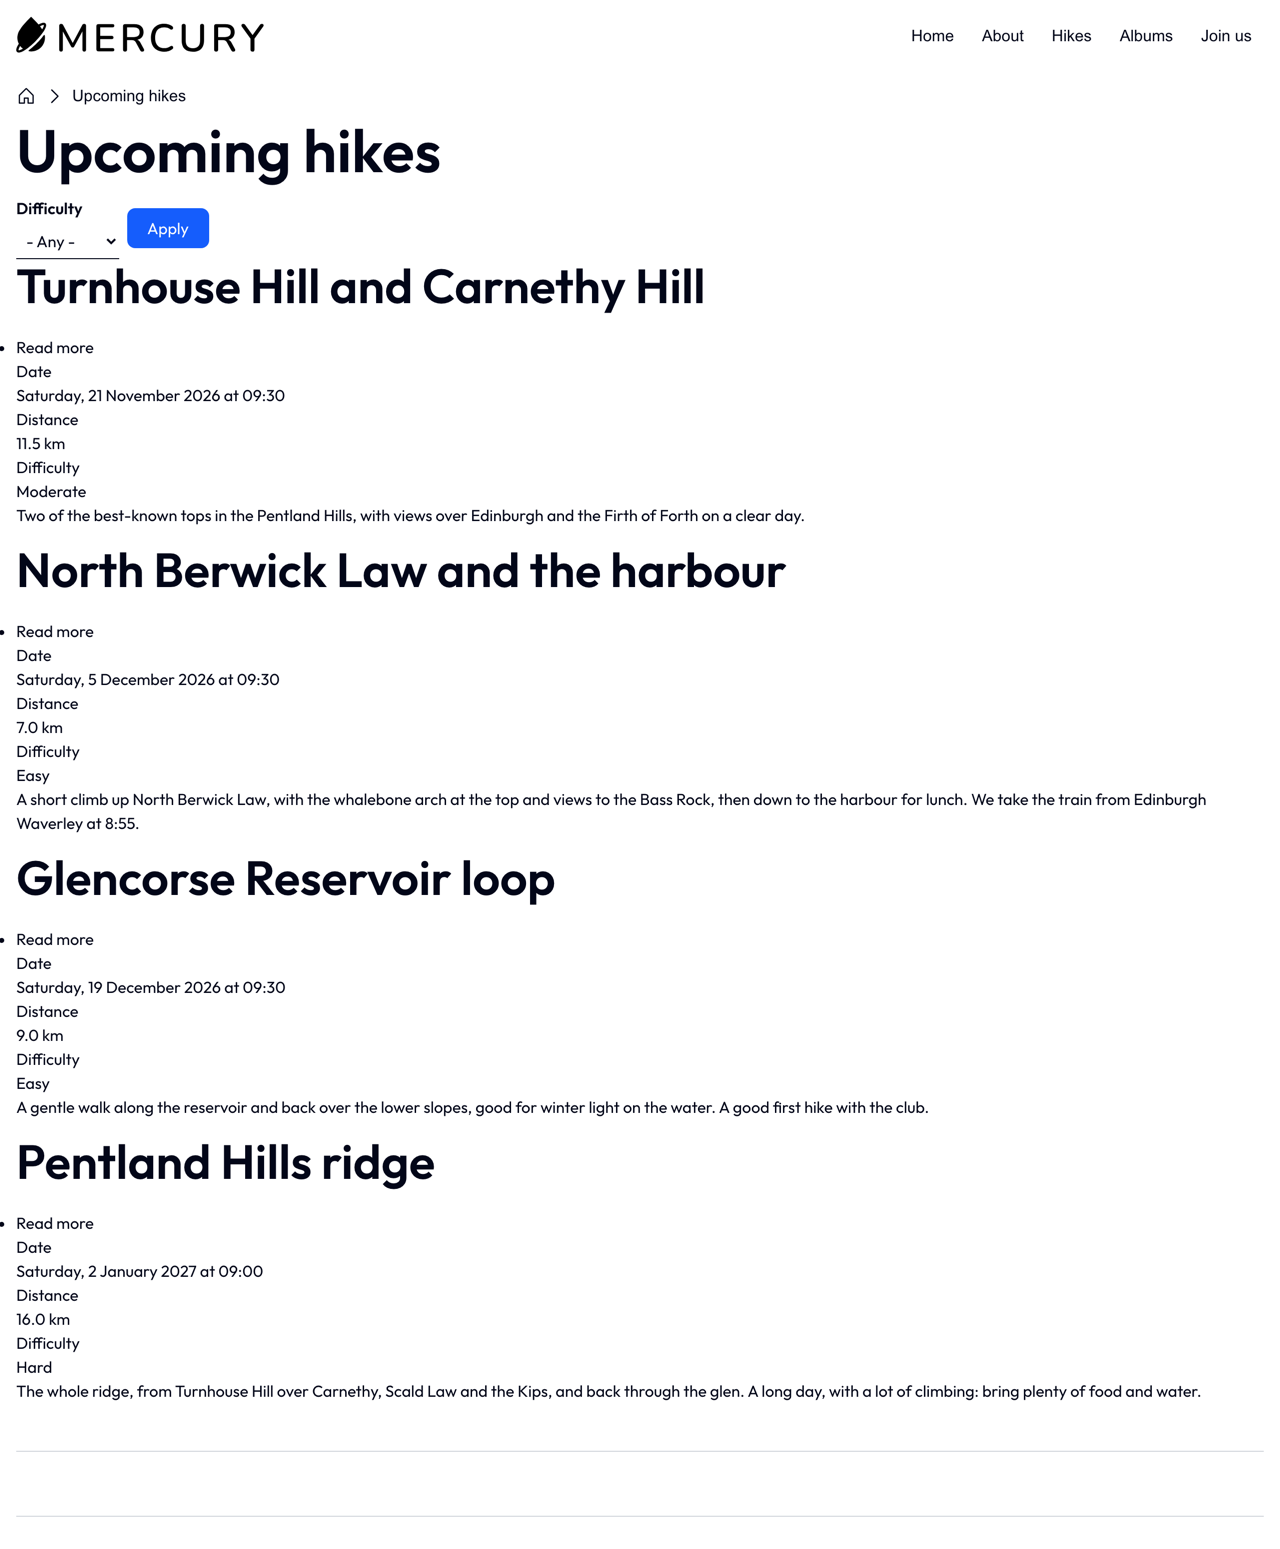 MERCURY
Home About Hikes Albums Join us
Upcoming hikes
Upcoming hikes
Difficulty
- Any -
Apply
Turnhouse Hill and Carnethy Hill
Read more
Date
Saturday, 21 November 2026 at 09:30
Distance
11.5 km
Difficulty
Moderate
Two of the best-known tops in the Pentland Hills, with views over Edinburgh and the Firth of Forth on a clear day.
North Berwick Law and the harbour
Read more
Date
Saturday, 5 December 2026 at 09:30
Distance
7.0 km
Difficulty
Easy
A short climb up North Berwick Law, with the whalebone arch at the top and views to the Bass Rock, then down to the harbour for lunch. We take the train from Edinburgh
Waverley at 8:55.
Glencorse Reservoir loop
Read more
Date
Saturday, 19 December 2026 at 09:30
Distance
9.0 km
Difficulty
Easy
A gentle walk along the reservoir and back over the lower slopes, good for winter light on the water. A good first hike with the club.
Pentland Hills ridge
Read more
Date
Saturday, 2 January 2027 at 09:00
Distance
16.0 km
Difficulty
Hard
The whole ridge, from Turnhouse Hill over Carnethy, Scald Law and the Kips, and back through the glen. A long day, with a lot of climbing: bring plenty of food and water.